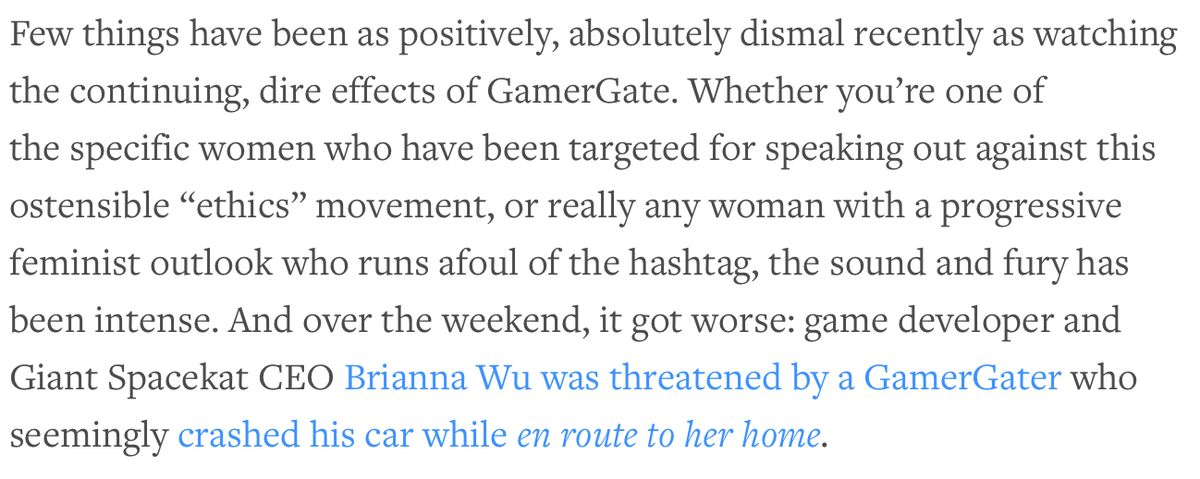 Few things have been as positively, absolutely dismal recently as watching
the continuing, dire effects of GamerGate. Whether you’re one of
the specific women who have been targeted for speaking out against this
ostensible “ethics” movement, or really any woman with a progressive
feminist outlook who runs afoul of the hashtag, the sound and fury has
been intense. And over the weekend, it got worse: game developer and
Giant Spacekat CEO Brianna Wu was threatened by a GamerGater who
seemingly crashed his car while en route to her home.